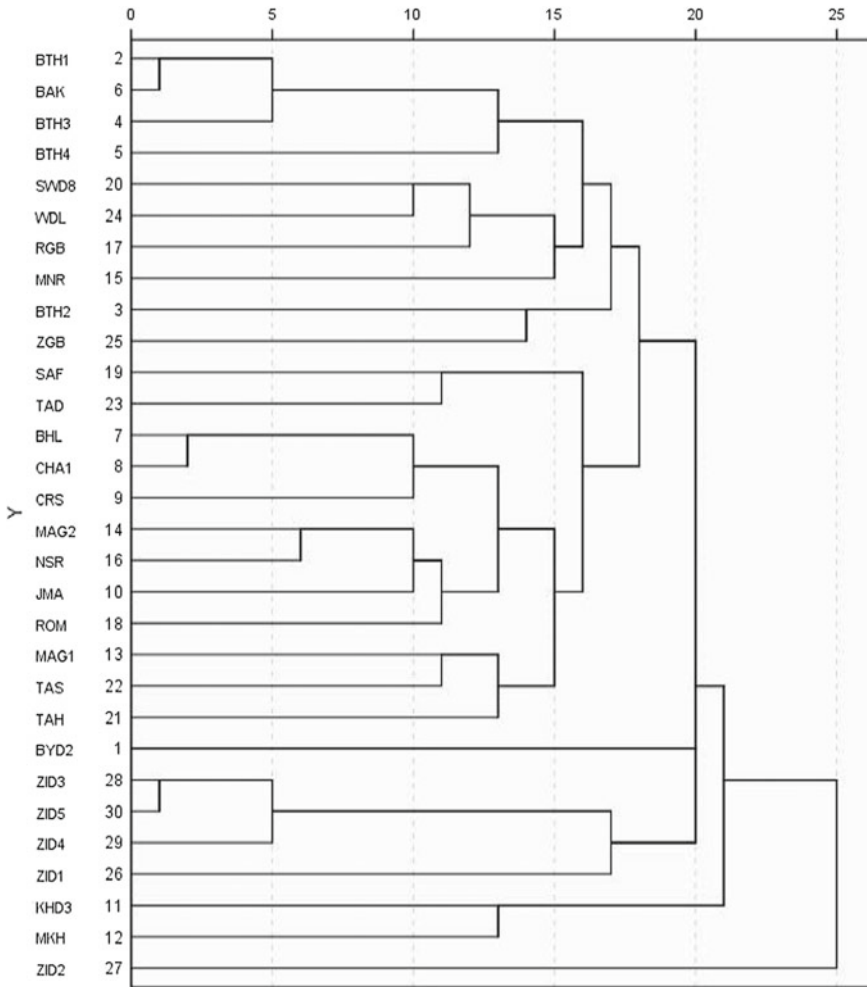 0 5 10 15 20 25
BTH1 2
BAK 6
BTH3 4
BTH4 5
SWD8 20
WDL 24
RGB 17
MNR 15
BTH2 3
ZGB 25
SAF 19
TAD 23
BHL 7
CHA1 8
CRS 9
Y
MAG2 14
NSR 16
JMA 10
ROM 18
MAG1 13
TAS 22
TAH 21
BYD2 1
ZID3 28
ZID5 30
ZID4 29
ZID1 26
KHD3 11
MKH 12
ZID2 27